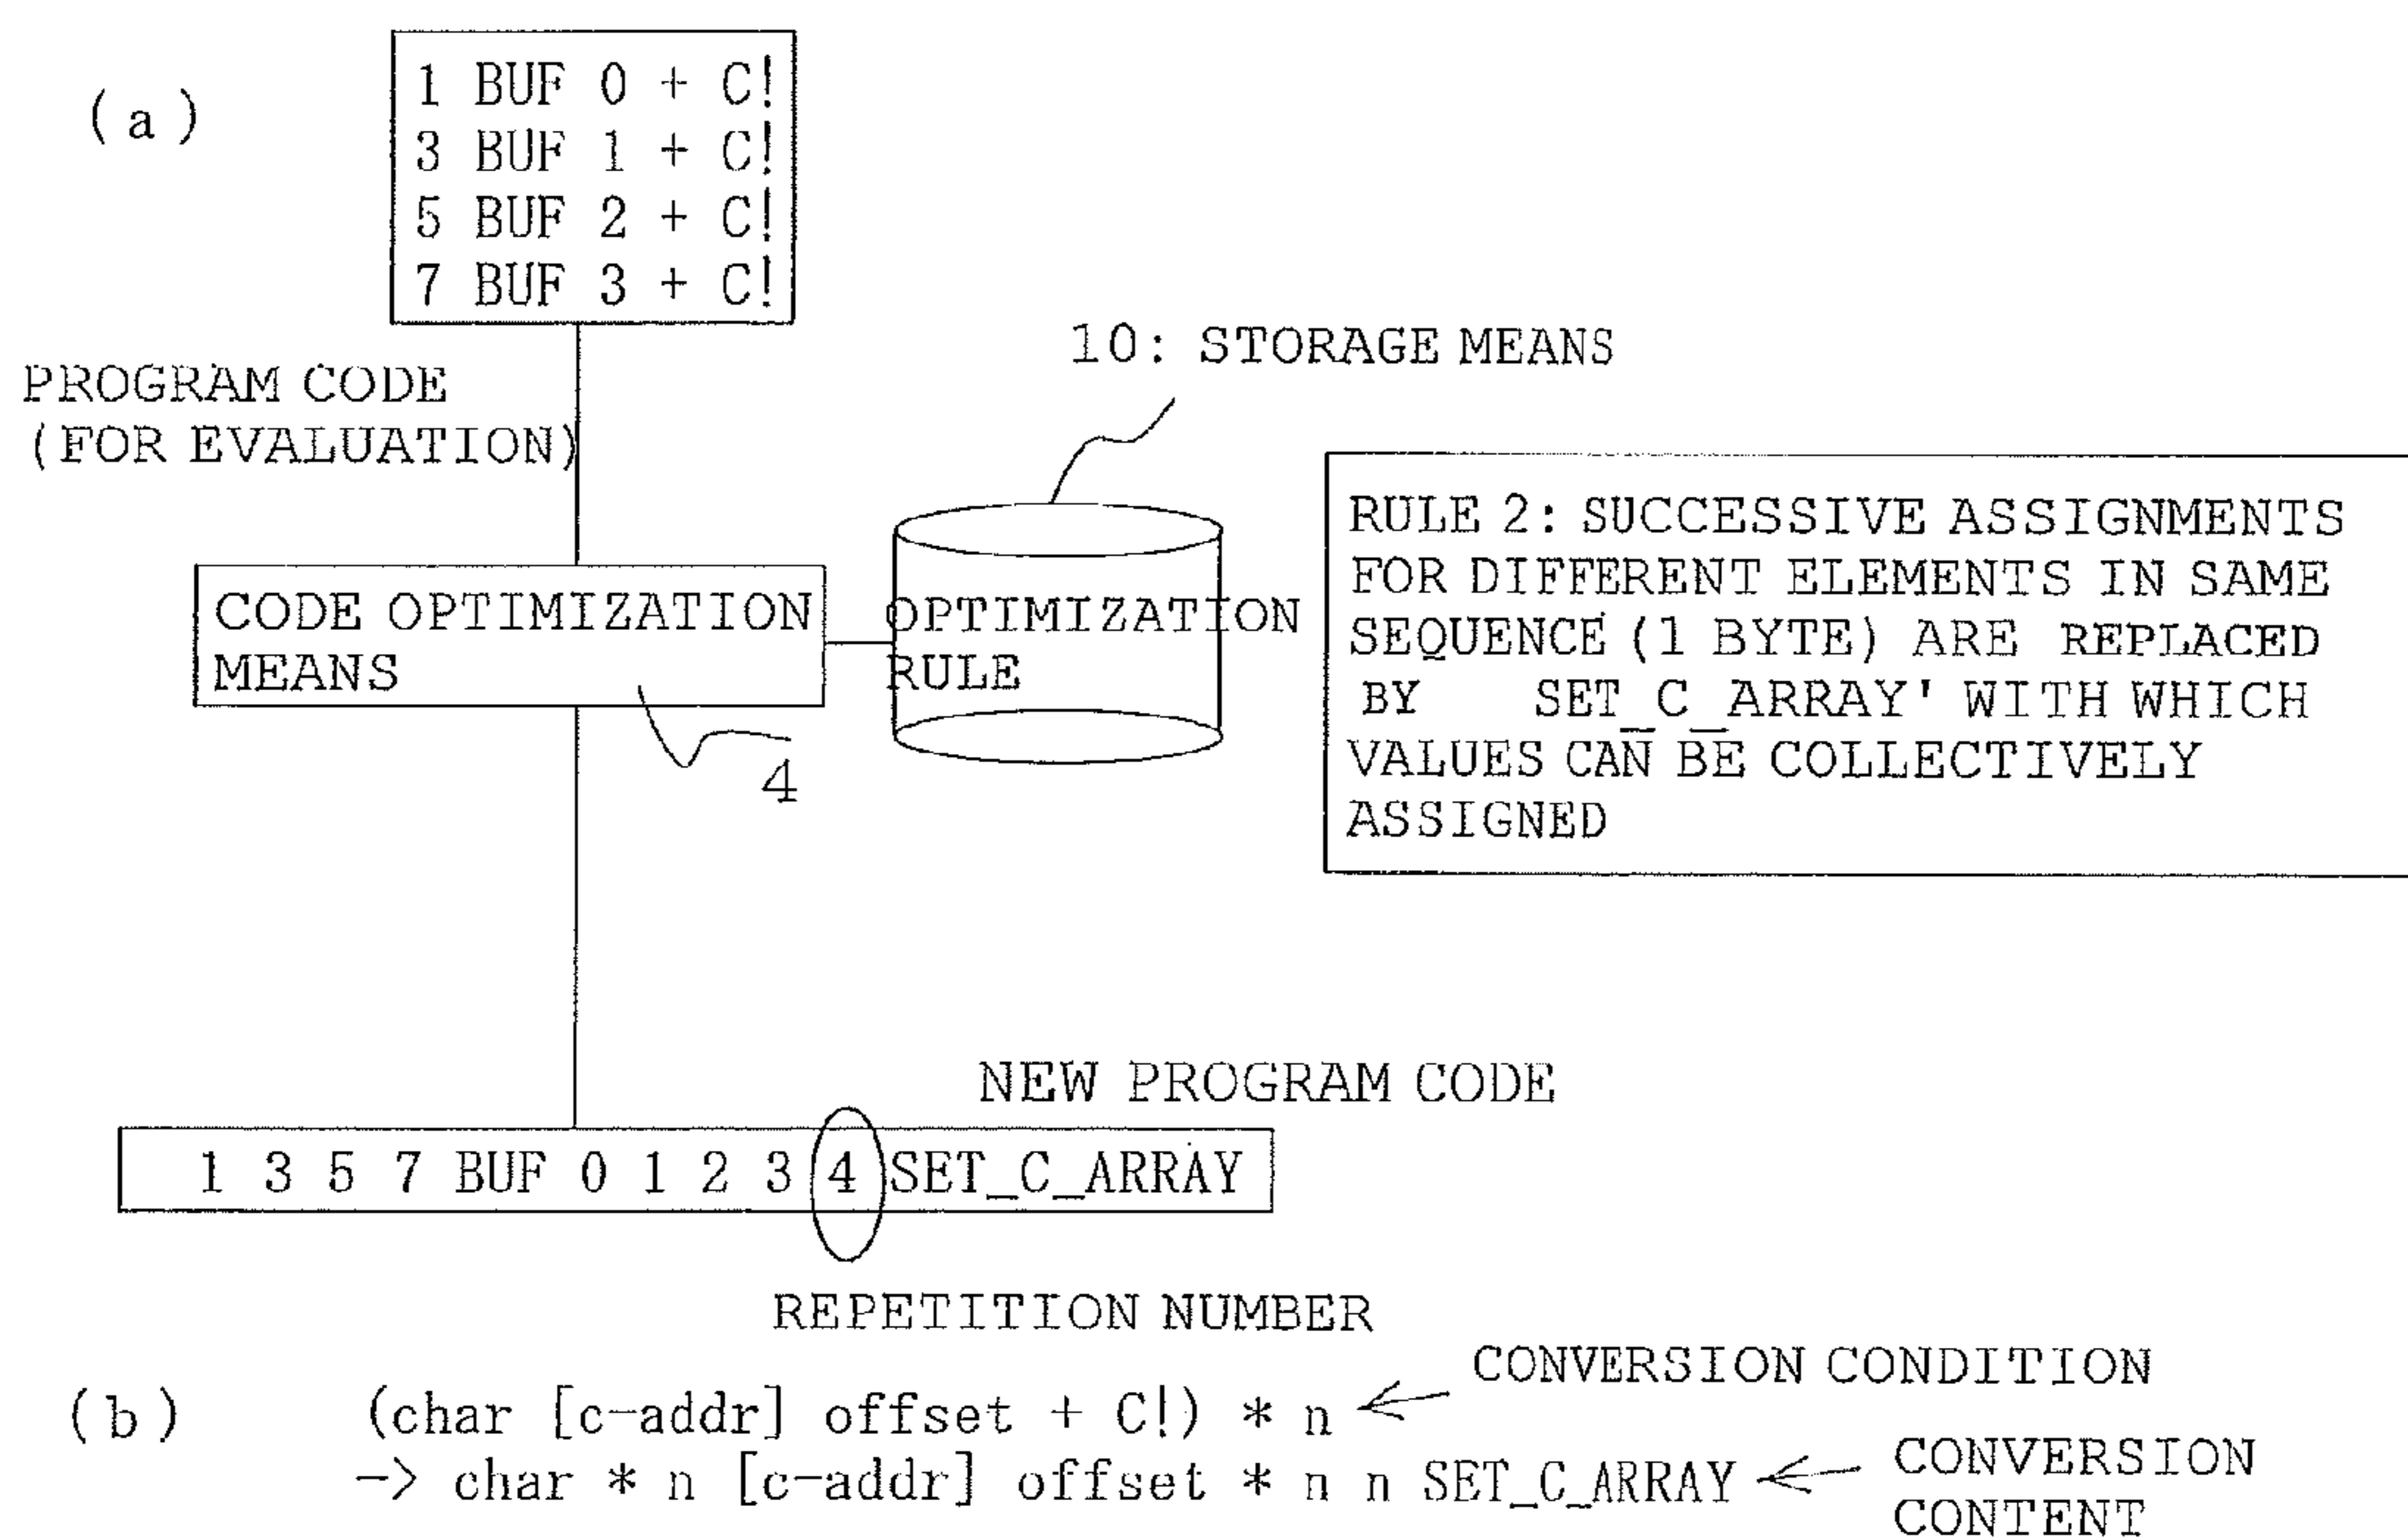 (a)
1 BUF 0 + C!
3 BUF 1 + C!
5 BUF 2 + C!
7 BUF 3 + C!
PROGRAM CODE
(FOR EVALUATION)
10: STORAGE MEANS
CODE OPTIMIZATION
MEANS
4
OPTIMIZATION
RULE
RULE 2: SUCCESSIVE ASSIGNMENTS
FOR DIFFERENT ELEMENTS IN SAME
SEQUENCE (1 BYTE) ARE REPLACED
BY SET_C_ARRAY' WITH WHICH
VALUES CAN BE COLLECTIVELY
ASSIGNED
NEW PROGRAM CODE
1 3 5 7 BUF 0 1 2 3 4 SET_C_ARRAY
REPETITION NUMBER
(b)
(char [c-addr] offset + C!) * n
CONVERSION CONDITION
-> char * n [c-addr] offset * n n SET_C_ARRAY
CONVERSION
CONTENT